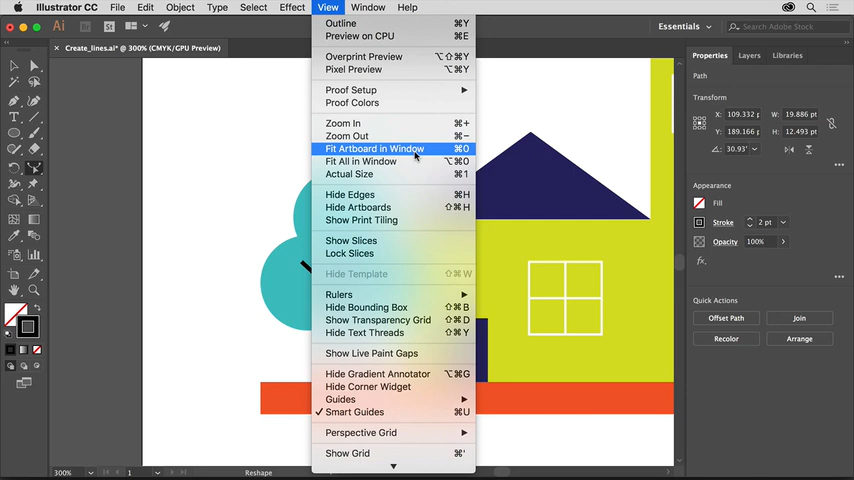 Illustrator CC File Edit Object Type Select Effect View Window Help
Ai Br St Essentials Search Adobe Stock
× Create_lines.ai* @ 300% (CMYK/GPU Preview)
Outline ⌘Y
Preview on CPU ⌘E
Overprint Preview ⌥⇧⌘Y
Pixel Preview ⌥⌘Y
Proof Setup
Proof Colors
Zoom In ⌘+
Zoom Out ⌘−
Fit Artboard in Window ⌘0
Fit All in Window ⌥⌘0
Actual Size ⌘1
Hide Edges ⌘H
Hide Artboards ⇧⌘H
Show Print Tiling
Show Slices
Lock Slices
Hide Template ⇧⌘W
Rulers
Hide Bounding Box ⇧⌘B
Show Transparency Grid ⇧⌘D
Hide Text Threads ⇧⌘Y
Show Live Paint Gaps
Hide Gradient Annotator ⌥⌘G
Hide Corner Widget
Guides
✓ Smart Guides ⌘U
Perspective Grid
Show Grid ⌘'
Properties Layers Libraries
Path
Transform
X: 109.332 p W: 19.886 pt
Y: 189.166 p H: 12.493 pt
30.93°
Appearance
Fill
Stroke 2 pt
Opacity 100%
fx.
Quick Actions
Offset Path Join
Recolor Arrange
300% 1 Reshape